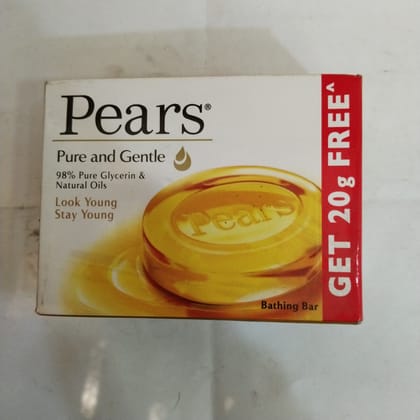 Pears®
Pure and Gentle
98% Pure Glycerin &
Natural Oils
Look Young
Stay Young
Pears
Bathing Bar
GET 20g FREE^